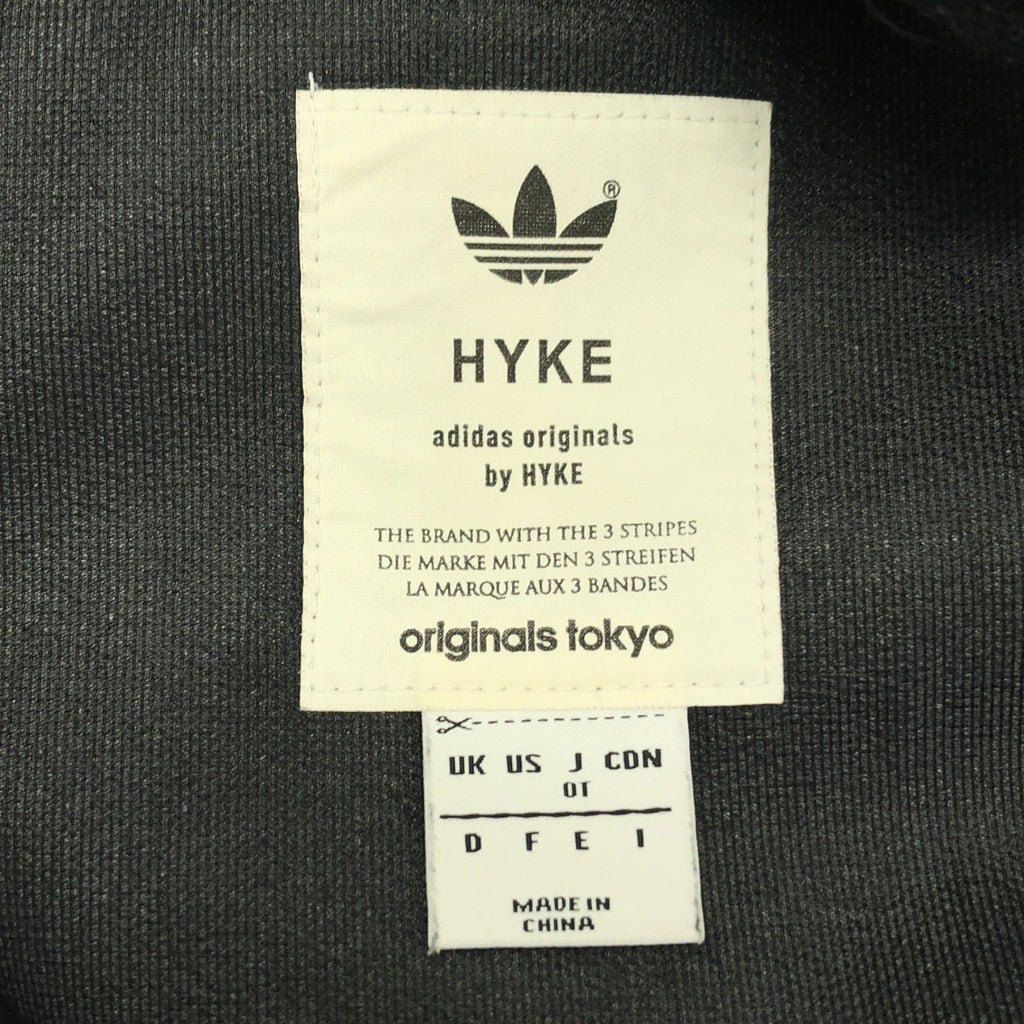 ®
HYKE
adidas originals
by HYKE
THE BRAND WITH THE 3 STRIPES
DIE MARKE MIT DEN 3 STREIFEN
LA MARQUE AUX 3 BANDES
originals tokyo
UK US J CDN
OT
D F E I
MADE IN
CHINA